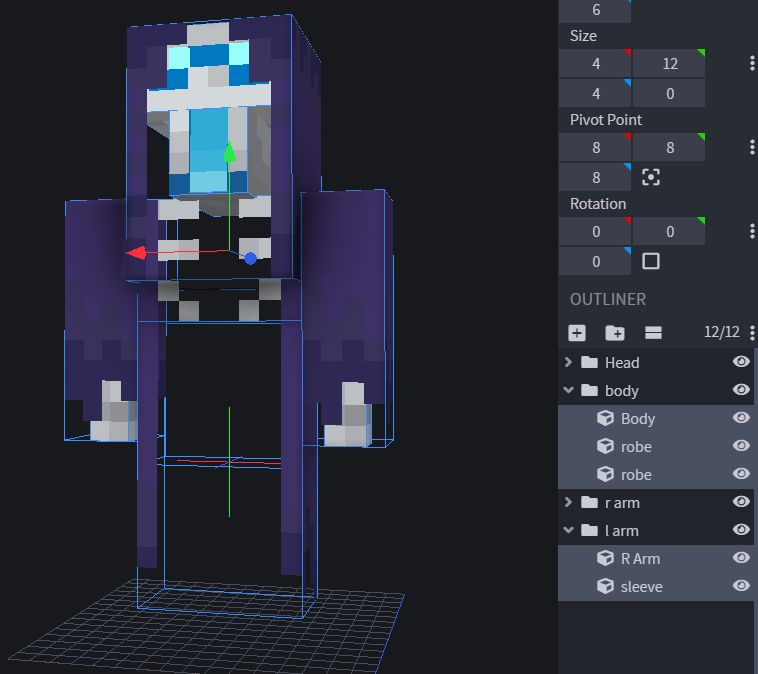 6
Size
4 12
4 0
Pivot Point
8 8
8
Rotation
0 0
0
OUTLINER
12/12
Head
body
Body
robe
robe
r arm
l arm
R Arm
sleeve